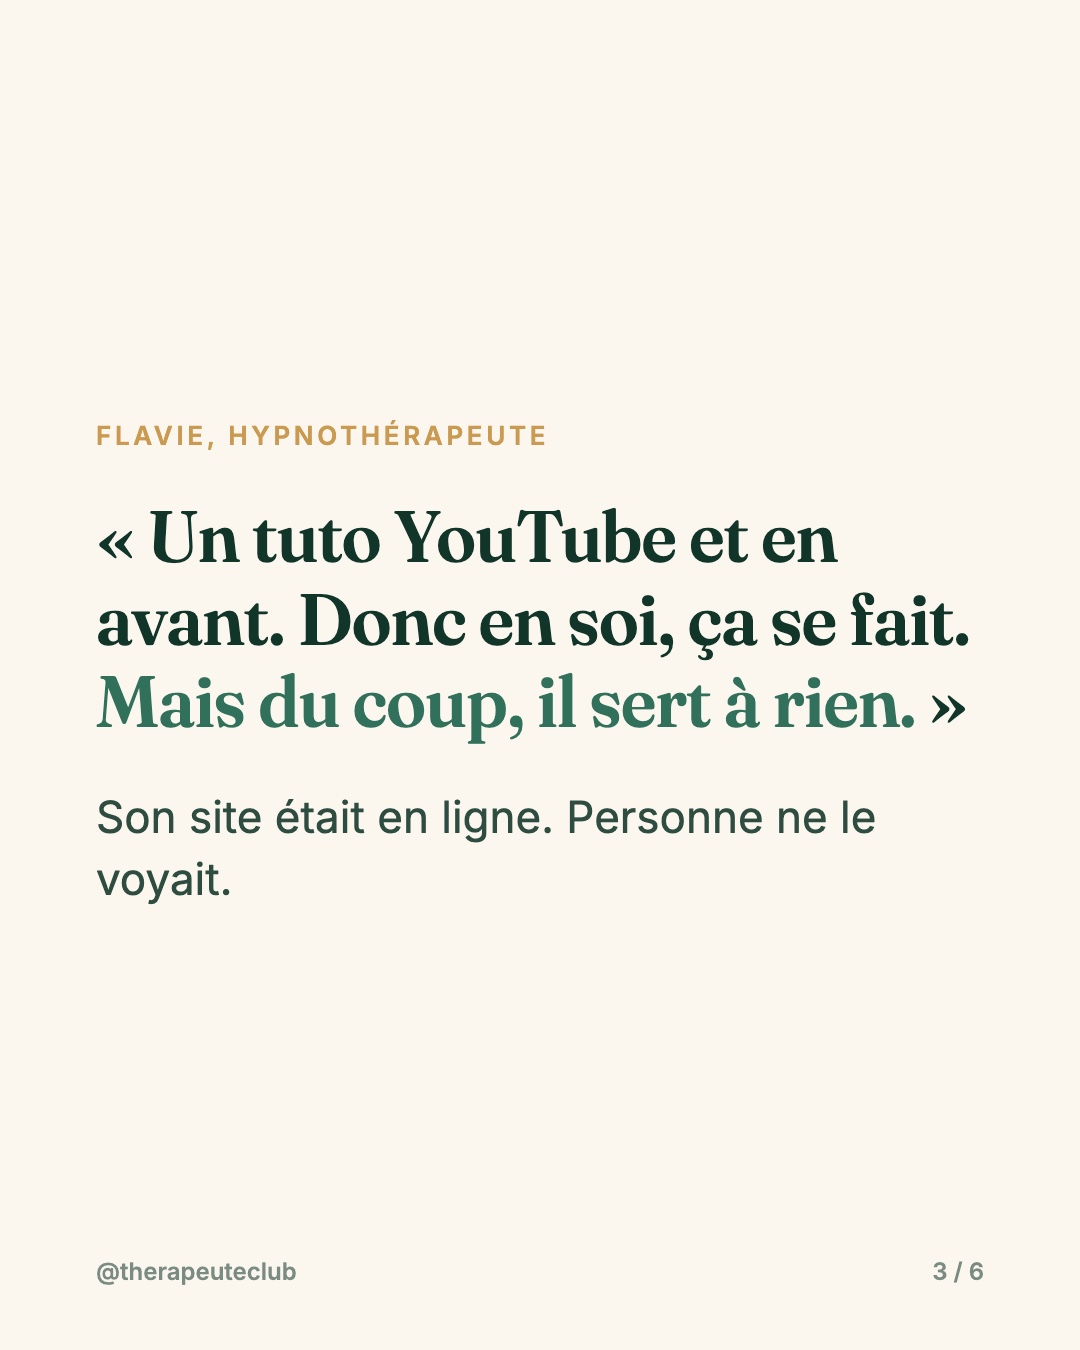 FLAVIE, HYPNOTHÉRAPEUTE
« Un tuto YouTube et en
avant. Donc en soi, ça se fait.
Mais du coup, il sert à rien. »
Son site était en ligne. Personne ne le
voyait.
@therapeuteclub
3 / 6